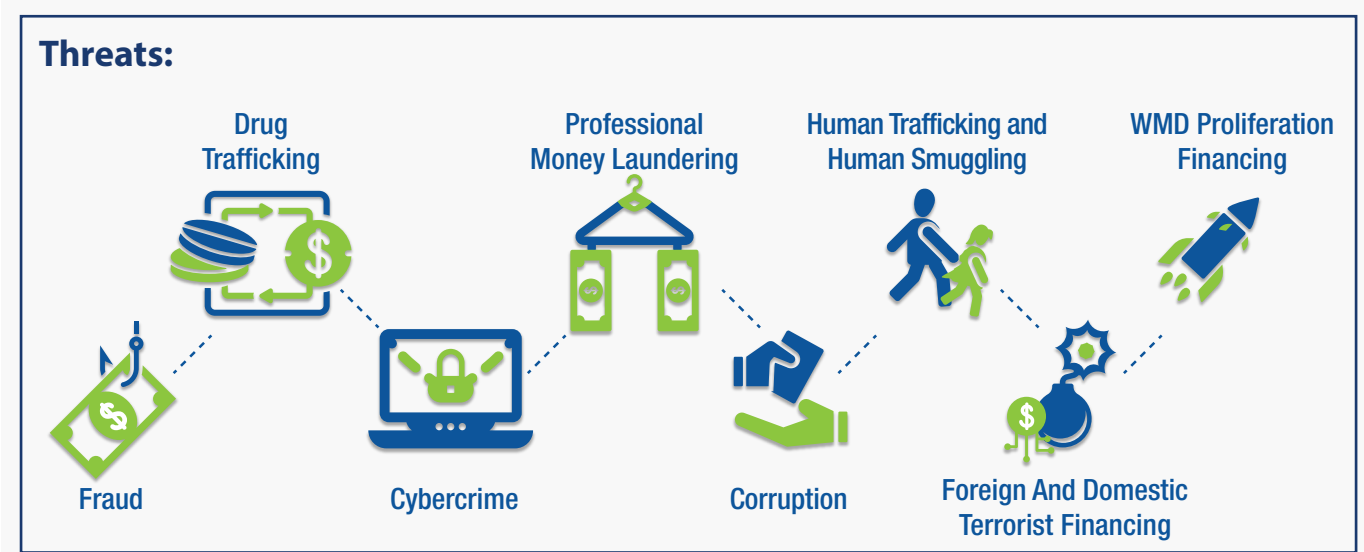 Threats:
Drug
Trafficking
Professional
Money Laundering
Human Trafficking and
Human Smuggling
WMD Proliferation
Financing
$
$
$
Fraud
Cybercrime
Corruption
Foreign And Domestic
Terrorist Financing